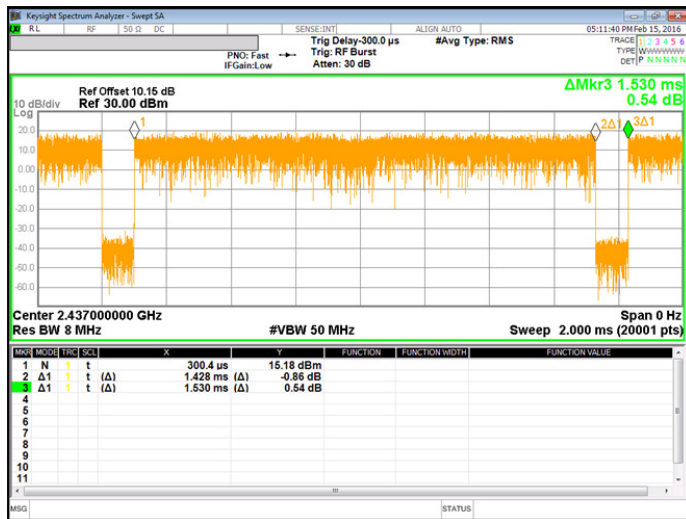 Keysight Spectrum Analyzer - Swept SA
RL RF 50 Ω DC SENSE:INT ALIGN AUTO 05:11:40 PM Feb 15, 2016
Trig Delay-300.0 µs #Avg Type: RMS TRACE 1 2 3 4 5 6
PNO: Fast Trig: RF Burst TYPE WWWWWWW
IFGain:Low Atten: 30 dB DET P N N N N N
ΔMkr3 1.530 ms
Ref Offset 10.15 dB
10 dB/div Ref 30.00 dBm 0.54 dB
Log
1 2Δ1 3Δ1
20.0
10.0
0.00
-10.0
-20.0
-30.0
-40.0
-50.0
-60.0
Center 2.437000000 GHz Span 0 Hz
Res BW 8 MHz #VBW 50 MHz Sweep 2.000 ms (20001 pts)
MKR MODE TRC SCL X Y FUNCTION FUNCTION WIDTH FUNCTION VALUE
1 N 1 t 300.4 µs 15.18 dBm
2 Δ1 1 t (Δ) 1.428 ms (Δ) -0.86 dB
3 Δ1 1 t (Δ) 1.530 ms (Δ) 0.54 dB
4
5
6
7
8
9
10
11
MSG STATUS